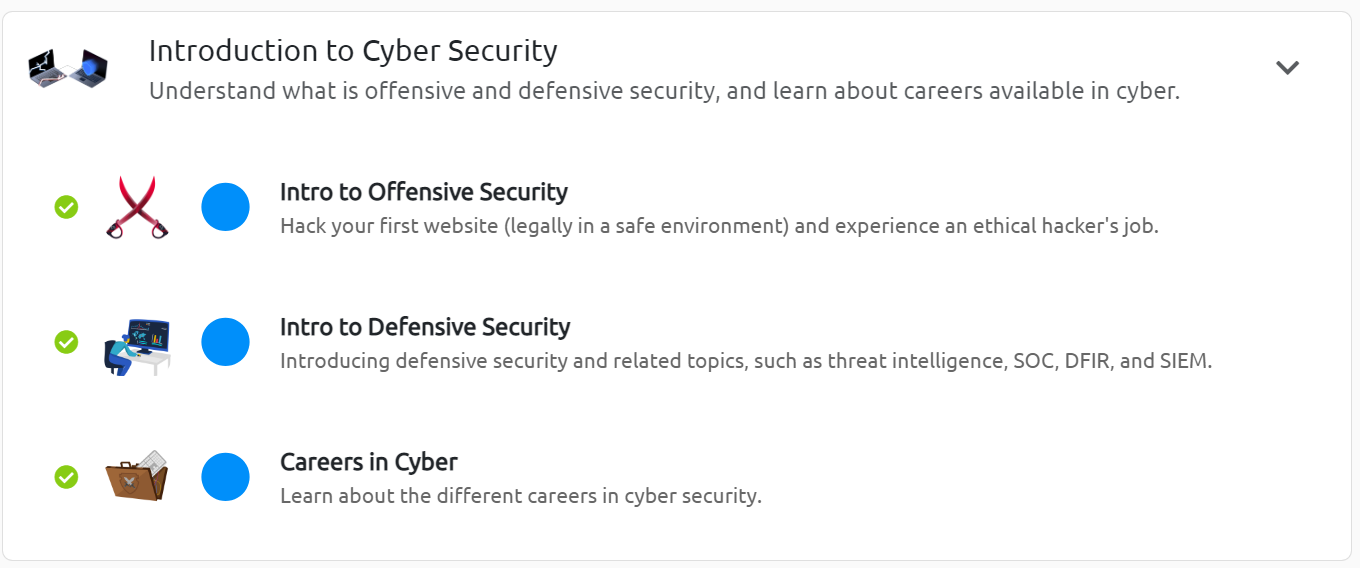 Introduction to Cyber Security
Understand what is offensive and defensive security, and learn about careers available in cyber.
Intro to Offensive Security
Hack your first website (legally in a safe environment) and experience an ethical hacker's job.
Intro to Defensive Security
Introducing defensive security and related topics, such as threat intelligence, SOC, DFIR, and SIEM.
Careers in Cyber
Learn about the different careers in cyber security.